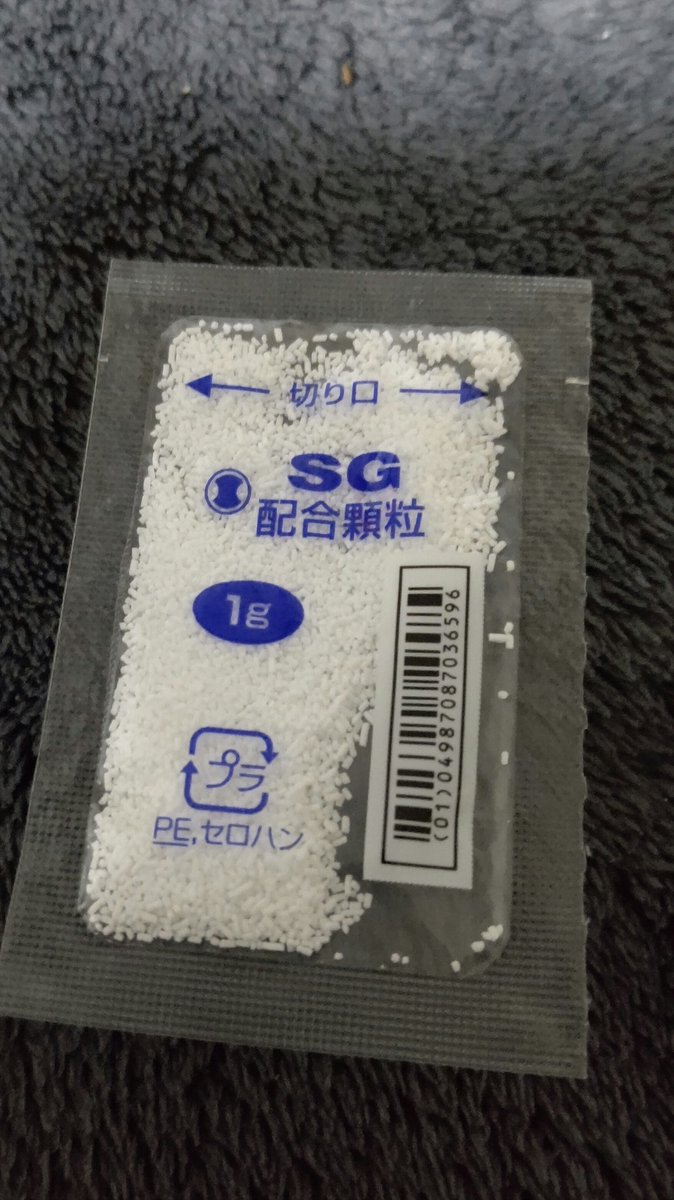 切り口
SG
配合顆粒
1g
プラ
PE,セロハン
(01)04987087036596